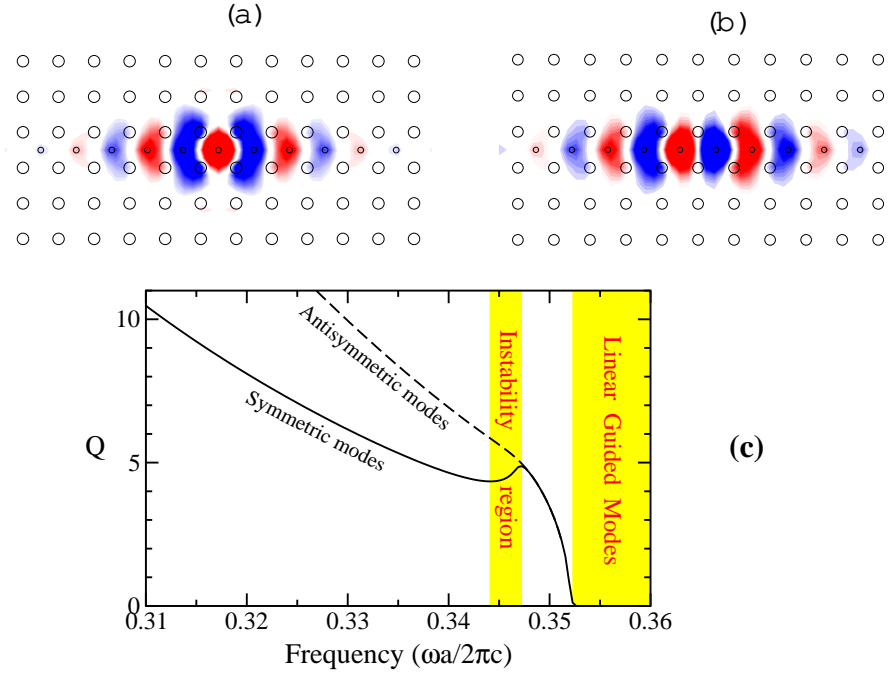 (a)
(b)
10
5
0
Q
Antisymmetric modes
Symmetric modes
Instability
region
Linear Guided Modes
(c)
0.31
0.32
0.33
0.34
0.35
0.36
Frequency (ωa/2πc)